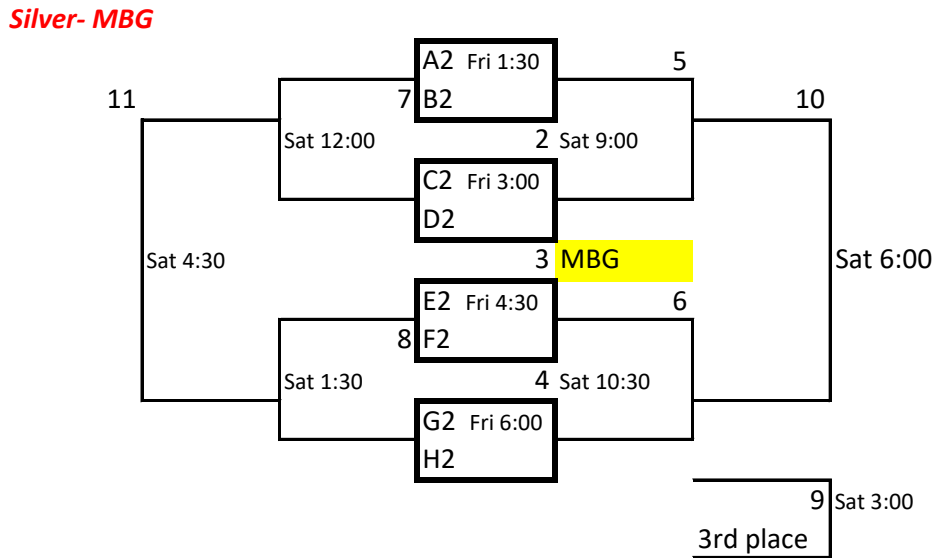 Silver- MBG
A2 Fri 1:30
5
11
7 B2
10
Sat 12:00
2 Sat 9:00
C2 Fri 3:00
D2
Sat 4:30
3 MBG
Sat 6:00
E2 Fri 4:30
6
8 F2
Sat 1:30
4 Sat 10:30
G2 Fri 6:00
H2
9 Sat 3:00
3rd place